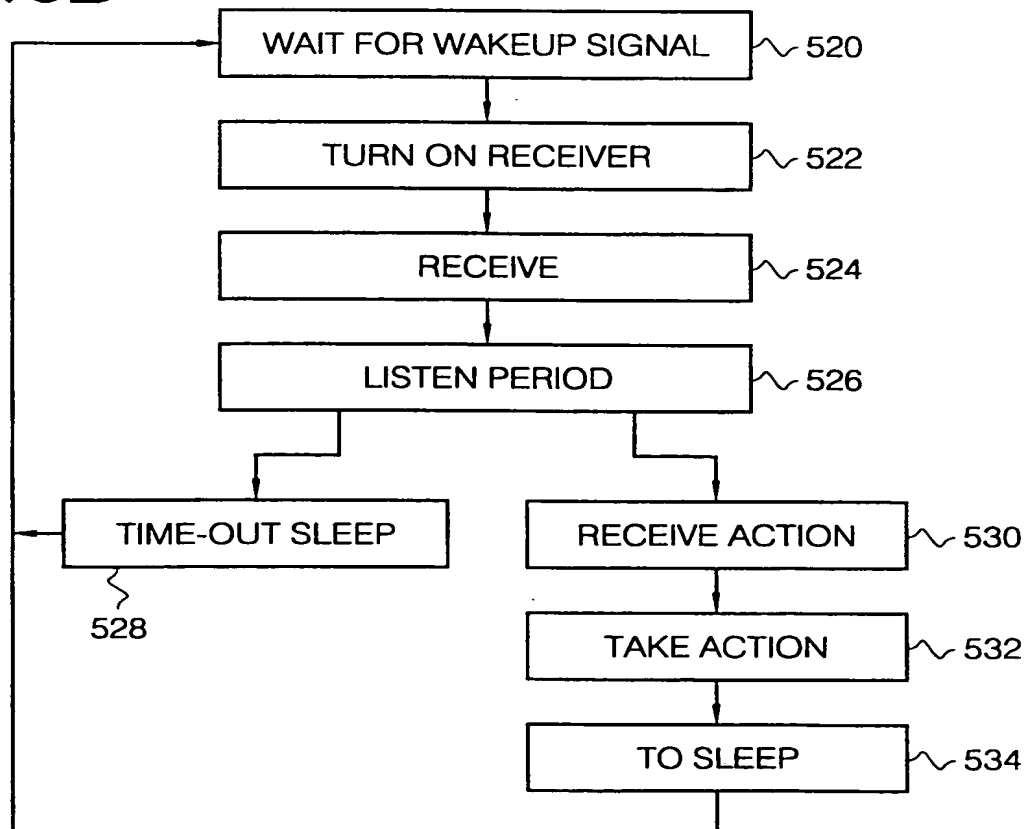 WAIT FOR WAKEUP SIGNAL 520
TURN ON RECEIVER 522
RECEIVE 524
LISTEN PERIOD 526
TIME-OUT SLEEP
528
RECEIVE ACTION 530
TAKE ACTION 532
TO SLEEP 534